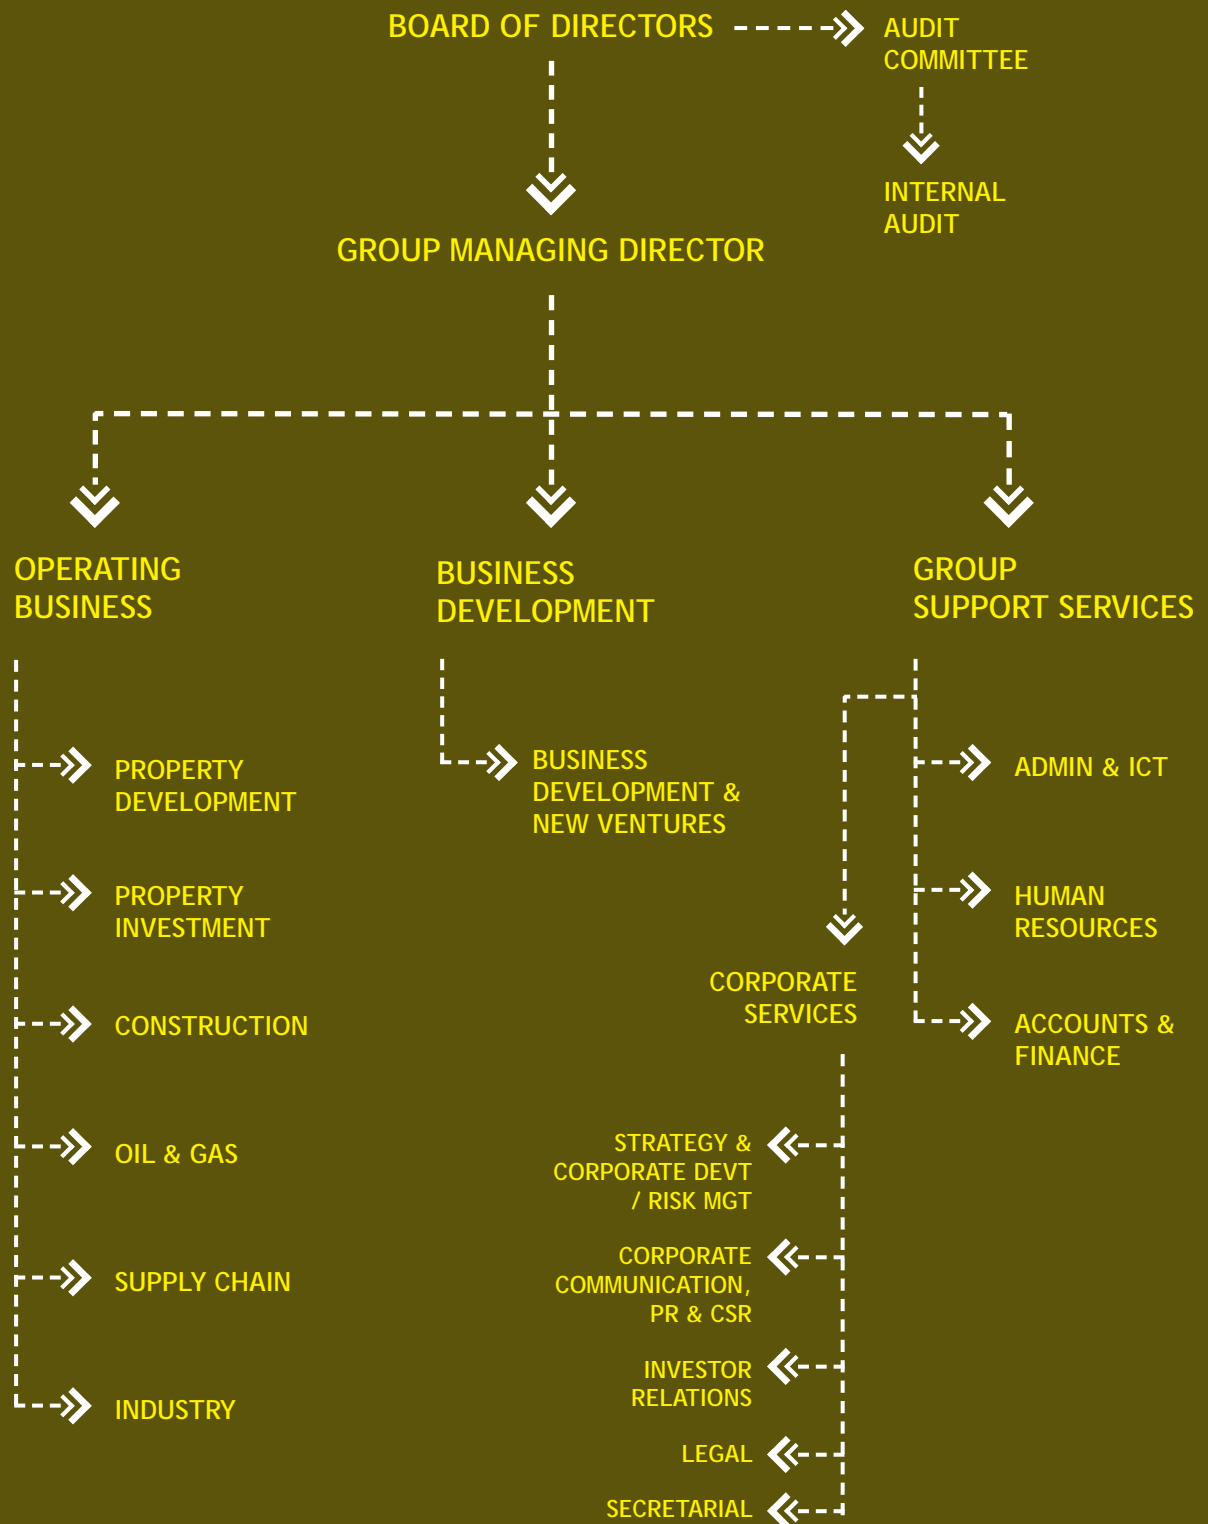 BOARD OF DIRECTORS
AUDIT
COMMITTEE
INTERNAL
AUDIT
GROUP MANAGING DIRECTOR
OPERATING
BUSINESS
BUSINESS
DEVELOPMENT
GROUP
SUPPORT SERVICES
PROPERTY
DEVELOPMENT
PROPERTY
INVESTMENT
CONSTRUCTION
OIL & GAS
SUPPLY CHAIN
INDUSTRY
BUSINESS
DEVELOPMENT &
NEW VENTURES
ADMIN & ICT
HUMAN
RESOURCES
ACCOUNTS &
FINANCE
CORPORATE
SERVICES
STRATEGY &
CORPORATE DEVT
/ RISK MGT
CORPORATE
COMMUNICATION,
PR & CSR
INVESTOR
RELATIONS
LEGAL
SECRETARIAL